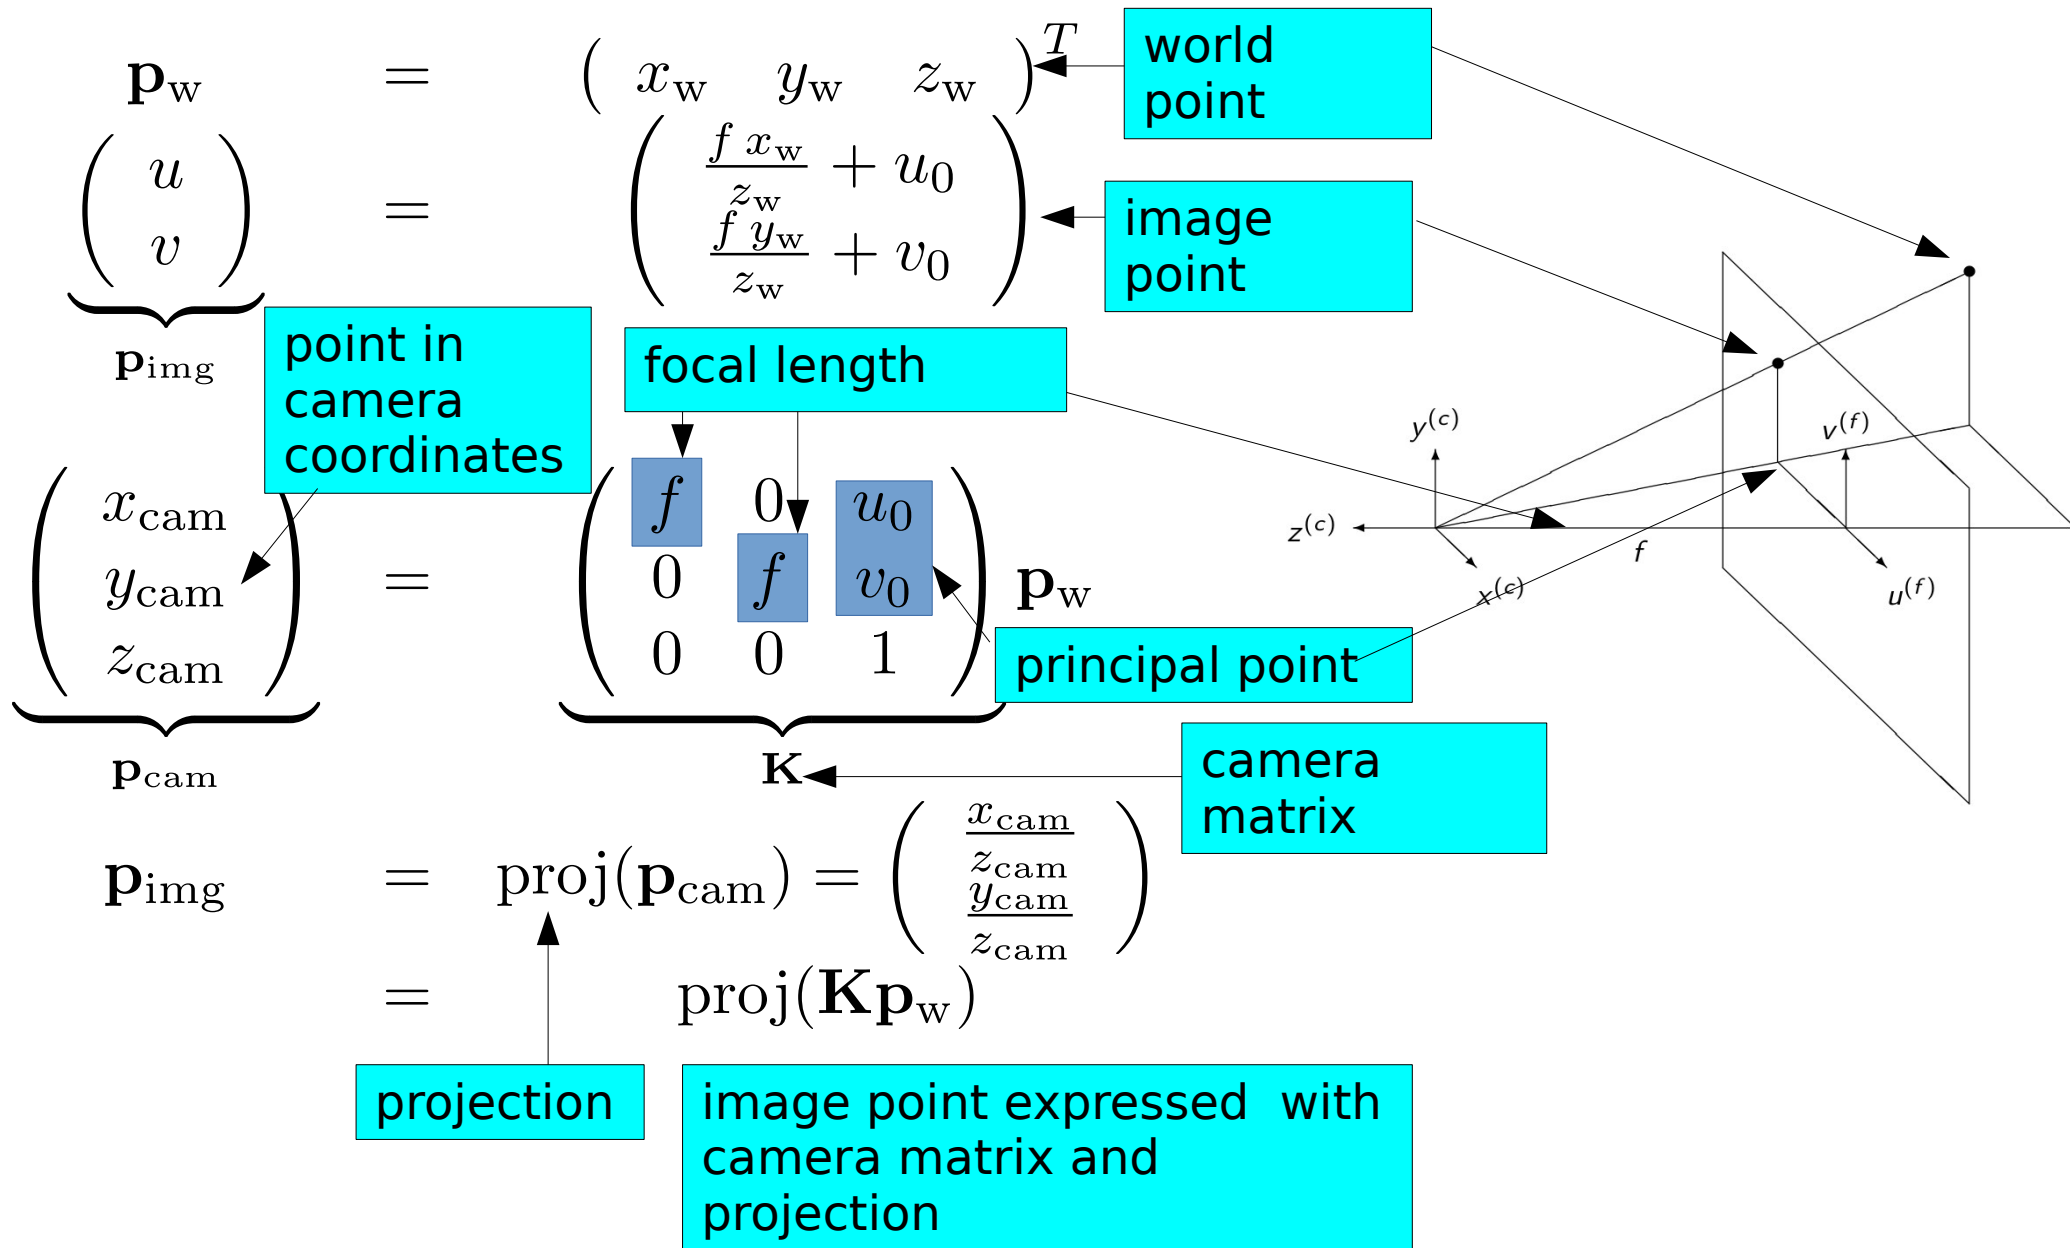 p_w = ( x_w y_w z_w )^T
world
point
( u
v ) = ( f x_w / z_w + u_0
f y_w / z_w + v_0 )
p_img
image
point
point in
camera
coordinates
focal length
( x_cam
y_cam
z_cam ) = ( f 0 u_0
0 f v_0
0 0 1 ) p_w
p_cam
K
principal point
camera
matrix
y^(c)
z^(c)
x^(c)
f
v^(f)
u^(f)
p_img = proj(p_cam) = ( x_cam / z_cam
y_cam / z_cam )
= proj(Kp_w)
projection
image point expressed with
camera matrix and
projection